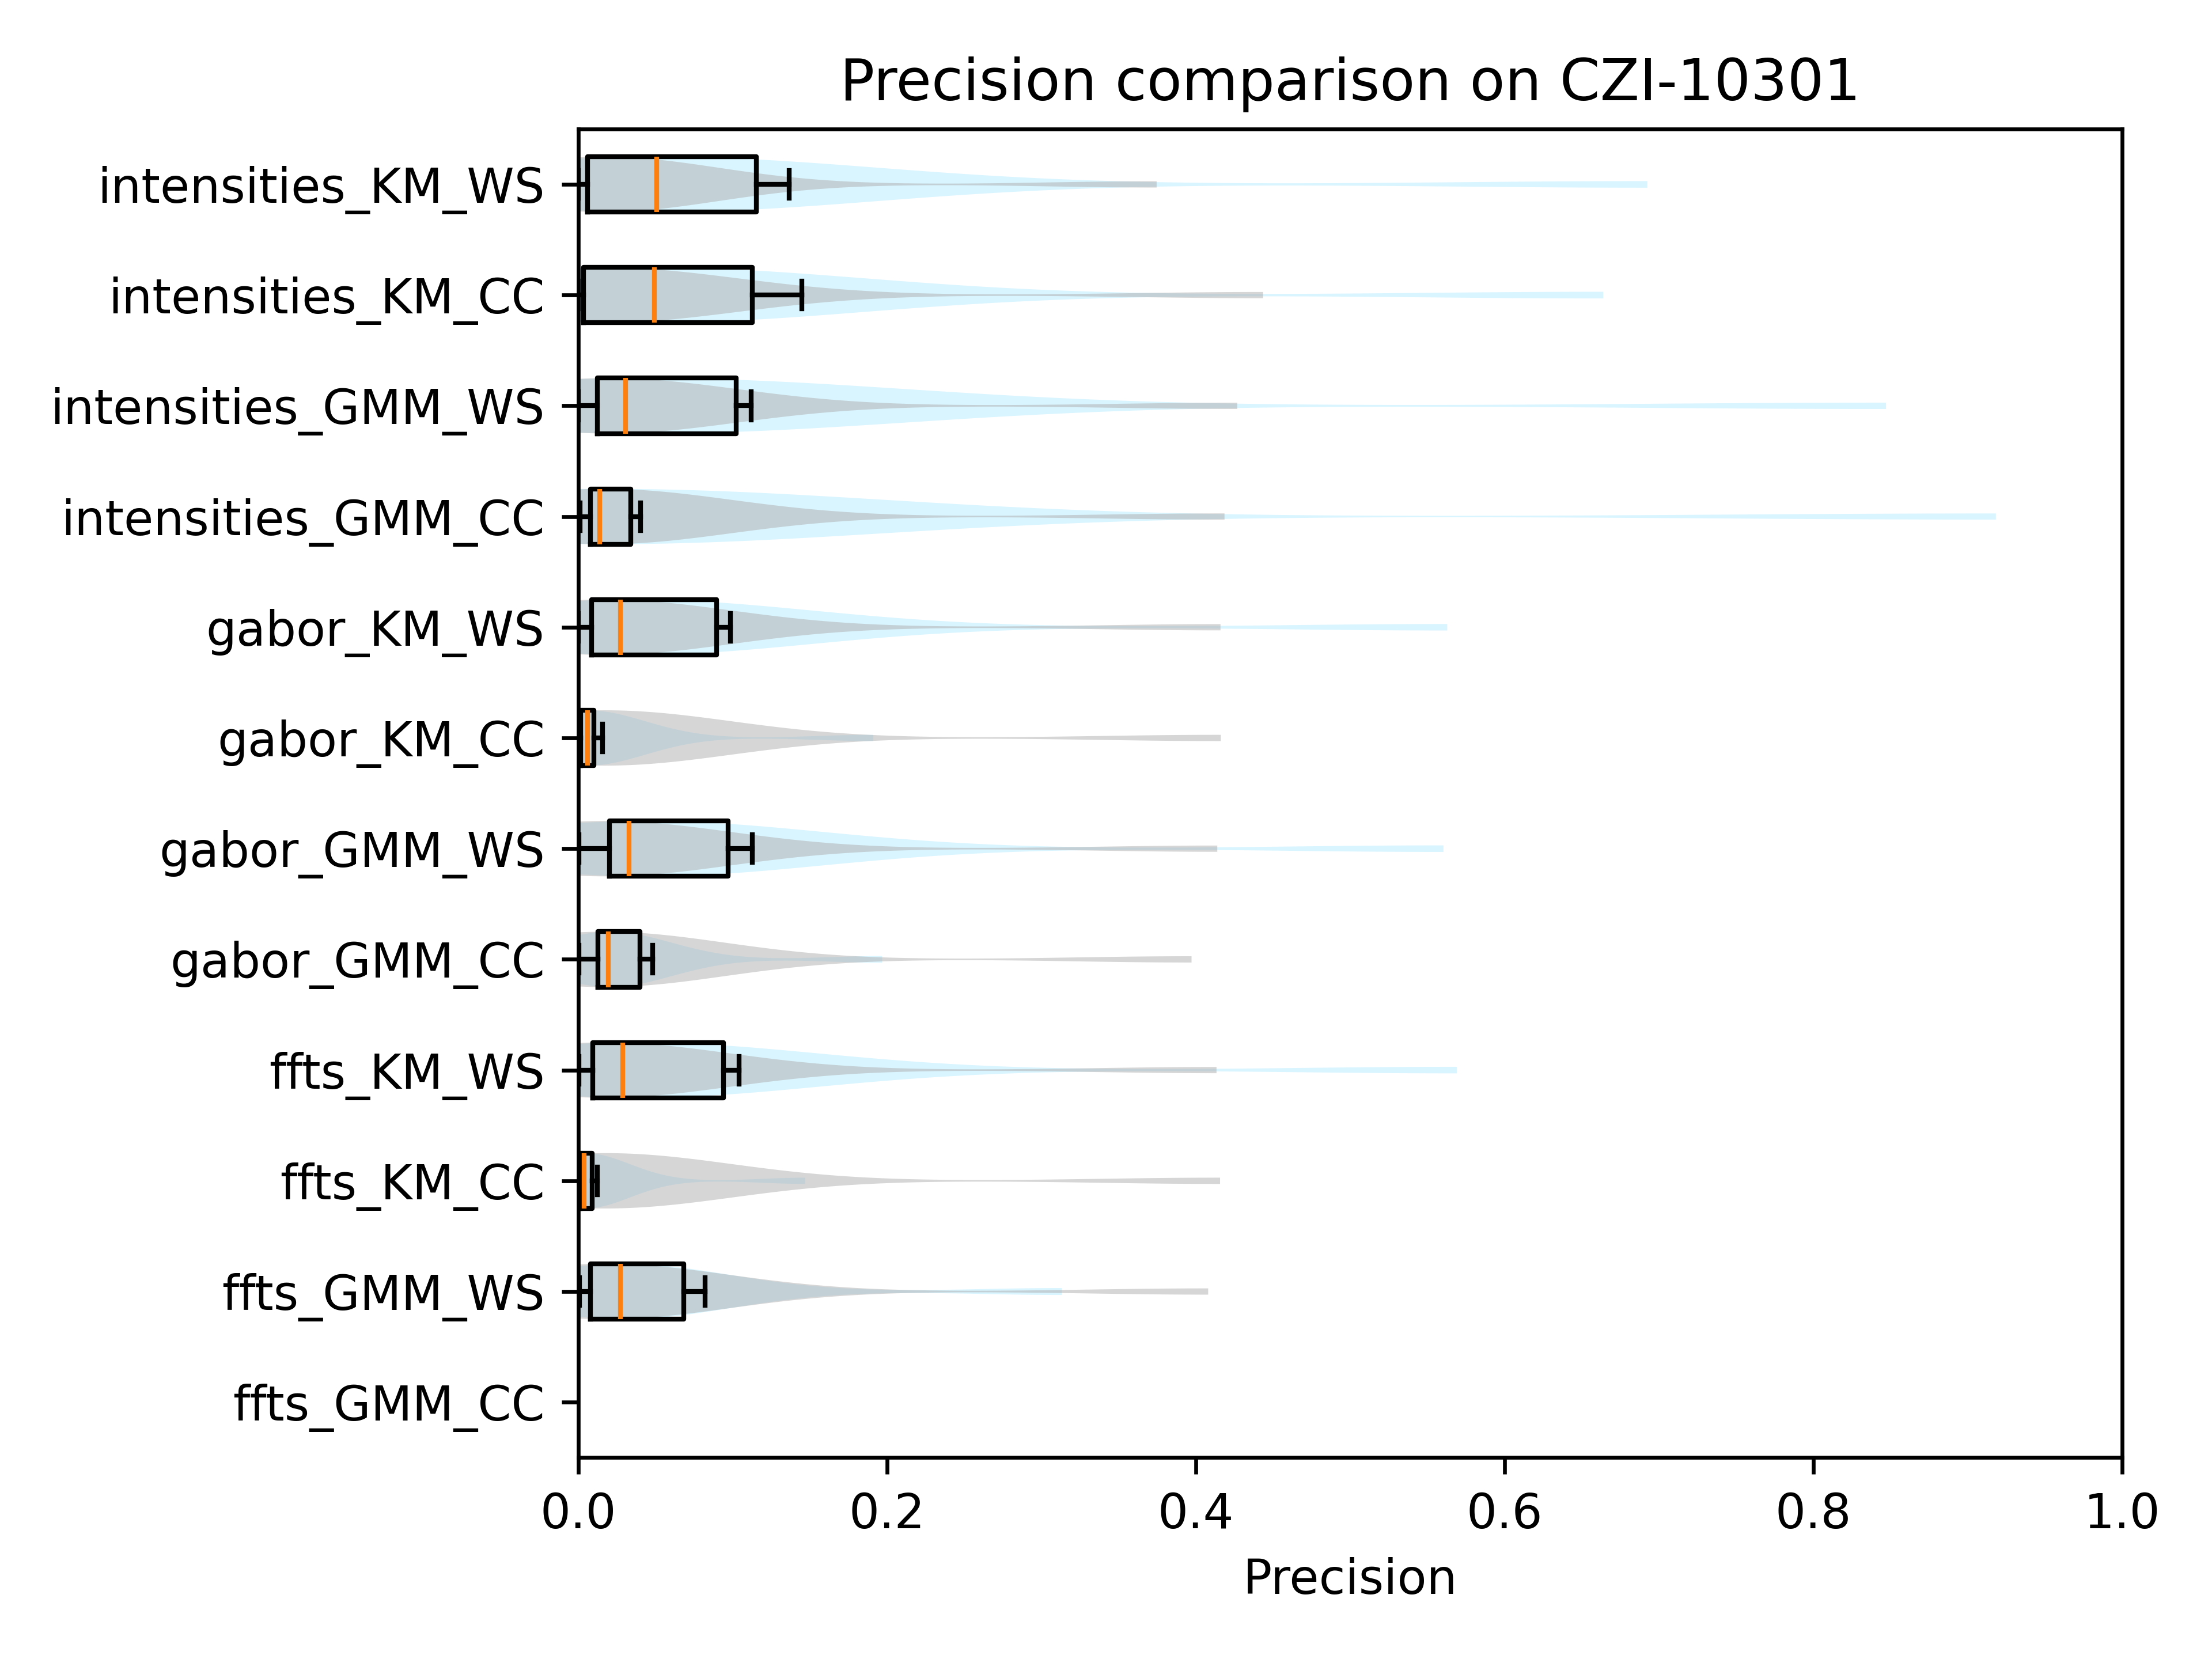 Precision comparison on CZI-10301
intensities_KM_WS
intensities_KM_CC
intensities_GMM_WS
intensities_GMM_CC
gabor_KM_WS
gabor_KM_CC
gabor_GMM_WS
gabor_GMM_CC
ffts_KM_WS
ffts_KM_CC
ffts_GMM_WS
ffts_GMM_CC
0.0 0.2 0.4 0.6 0.8 1.0
Precision